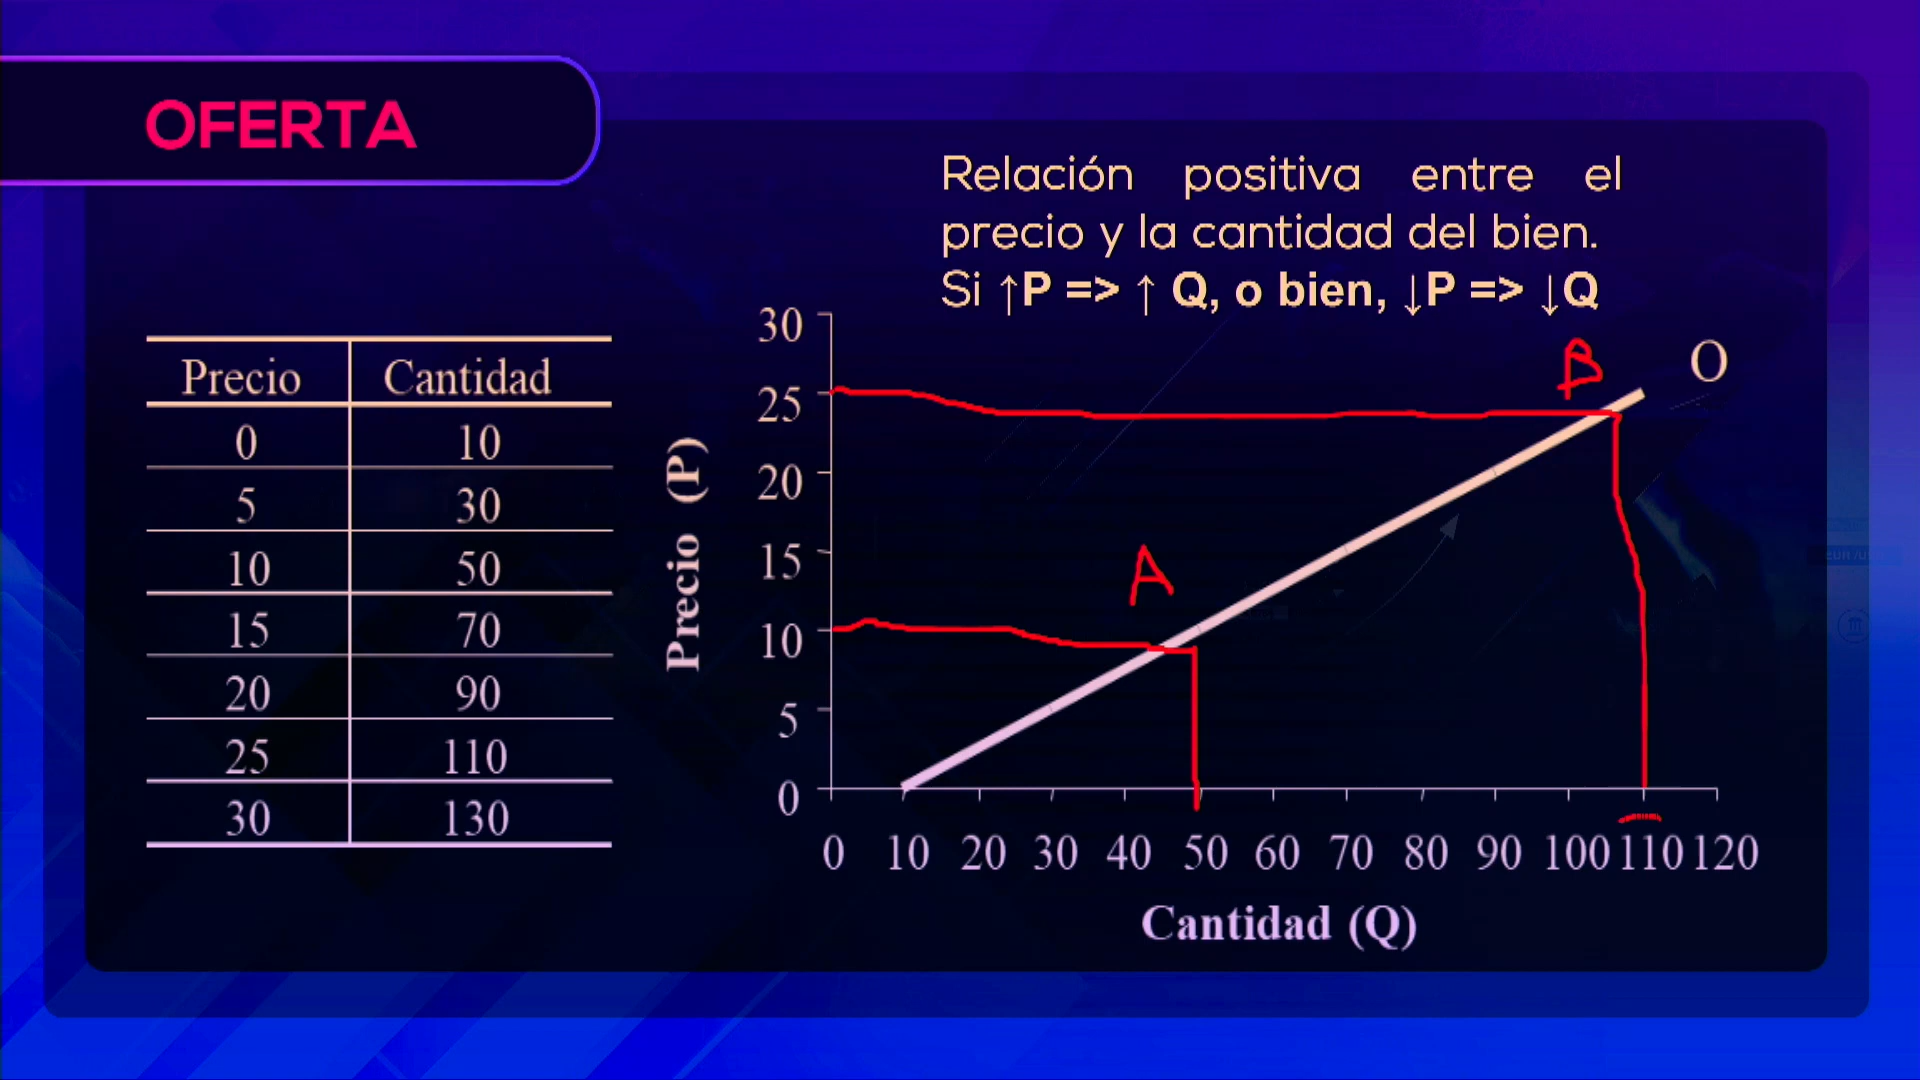 OFERTA
Relación positiva entre el
precio y la cantidad del bien.
Si ↑P => ↑ Q, o bien, ↓P => ↓Q
Precio Cantidad
0 10
5 30
10 50
15 70
20 90
25 110
30 130
Precio (P)
30
25
20
15
10
5
0
B
O
A
0 10 20 30 40 50 60 70 80 90 100 110 120
Cantidad (Q)